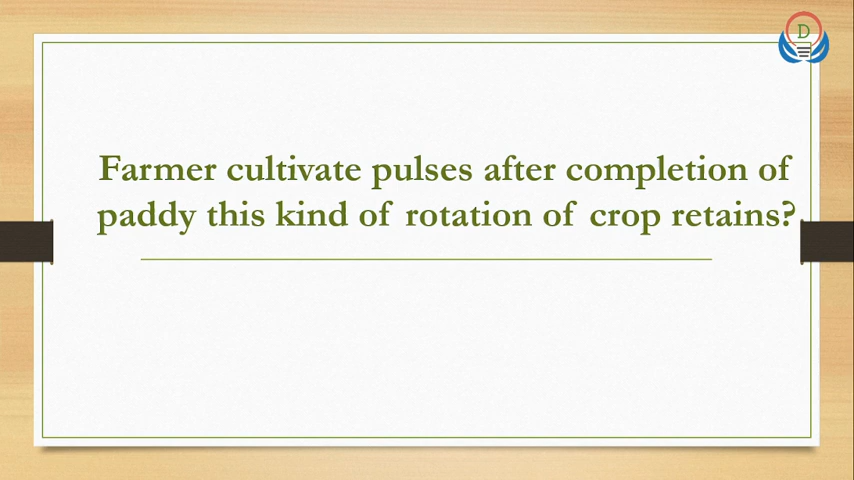 D
Farmer cultivate pulses after completion of
paddy this kind of rotation of crop retains?